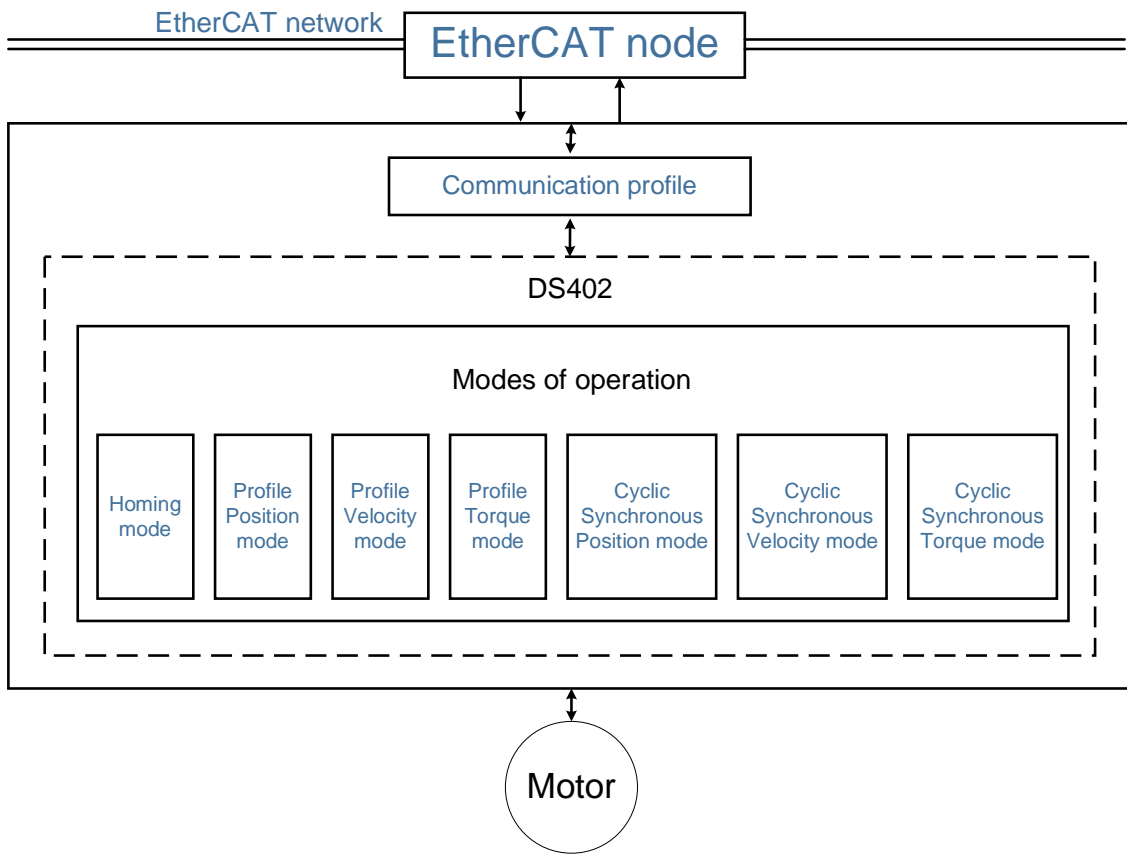 EtherCAT network
EtherCAT node
Communication profile
DS402
Modes of operation
Homing
mode
Profile
Position
mode
Profile
Velocity
mode
Profile
Torque
mode
Cyclic
Synchronous
Position mode
Cyclic
Synchronous
Velocity mode
Cyclic
Synchronous
Torque mode
Motor